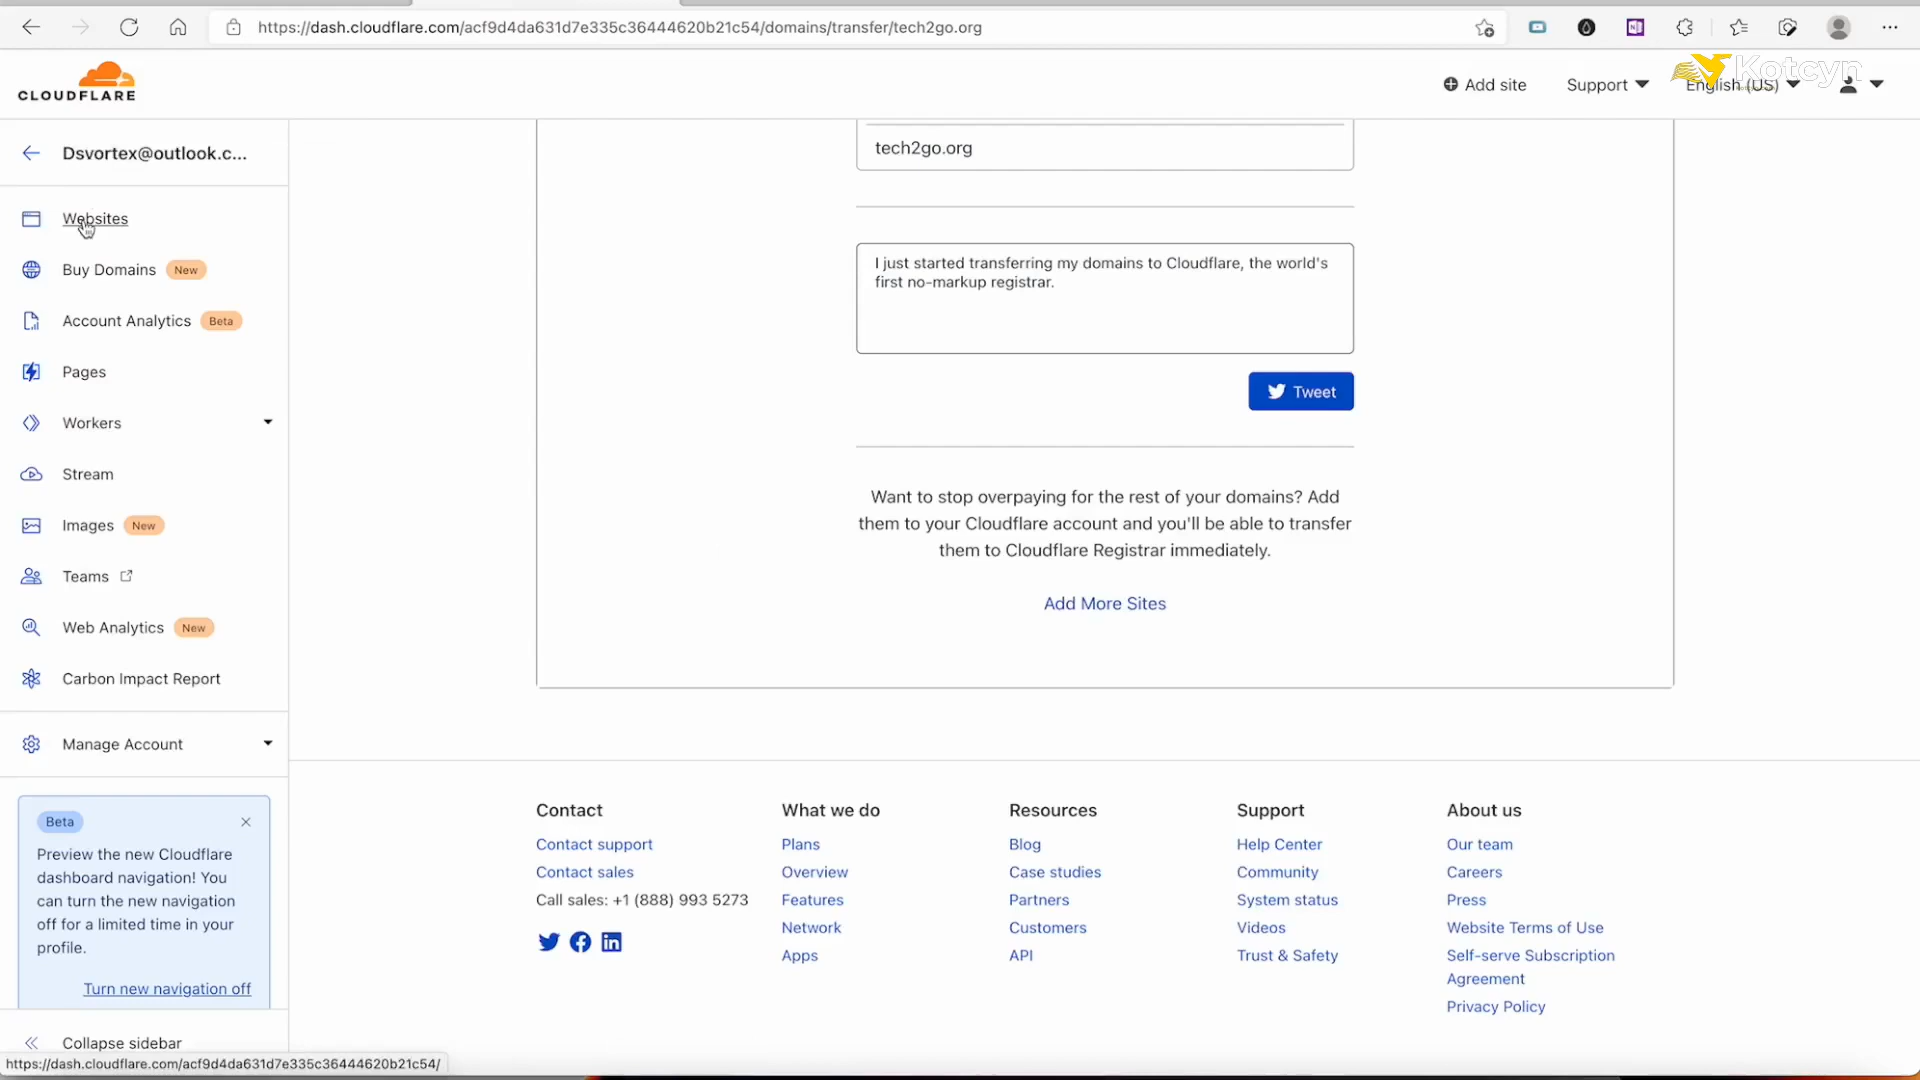 https://dash.cloudflare.com/acf9d4da631d7e335c36444620b21c54/domains/transfer/tech2go.org
CLOUDFLARE
Add site
Support
English (US)
Kotcyn
Dsvortex@outlook.c...
Websites
Buy Domains New
Account Analytics Beta
Pages
Workers
Stream
Images New
Teams
Web Analytics New
Carbon Impact Report
Manage Account
Beta
Preview the new Cloudflare
dashboard navigation! You
can turn the new navigation
off for a limited time in your
profile.
Turn new navigation off
Collapse sidebar
https://dash.cloudflare.com/acf9d4da631d7e335c36444620b21c54/
tech2go.org
I just started transferring my domains to Cloudflare, the world's
first no-markup registrar.
Tweet
Want to stop overpaying for the rest of your domains? Add
them to your Cloudflare account and you'll be able to transfer
them to Cloudflare Registrar immediately.
Add More Sites
Contact
Contact support
Contact sales
Call sales: +1 (888) 993 5273
What we do
Plans
Overview
Features
Network
Apps
Resources
Blog
Case studies
Partners
Customers
API
Support
Help Center
Community
System status
Videos
Trust & Safety
About us
Our team
Careers
Press
Website Terms of Use
Self-serve Subscription
Agreement
Privacy Policy